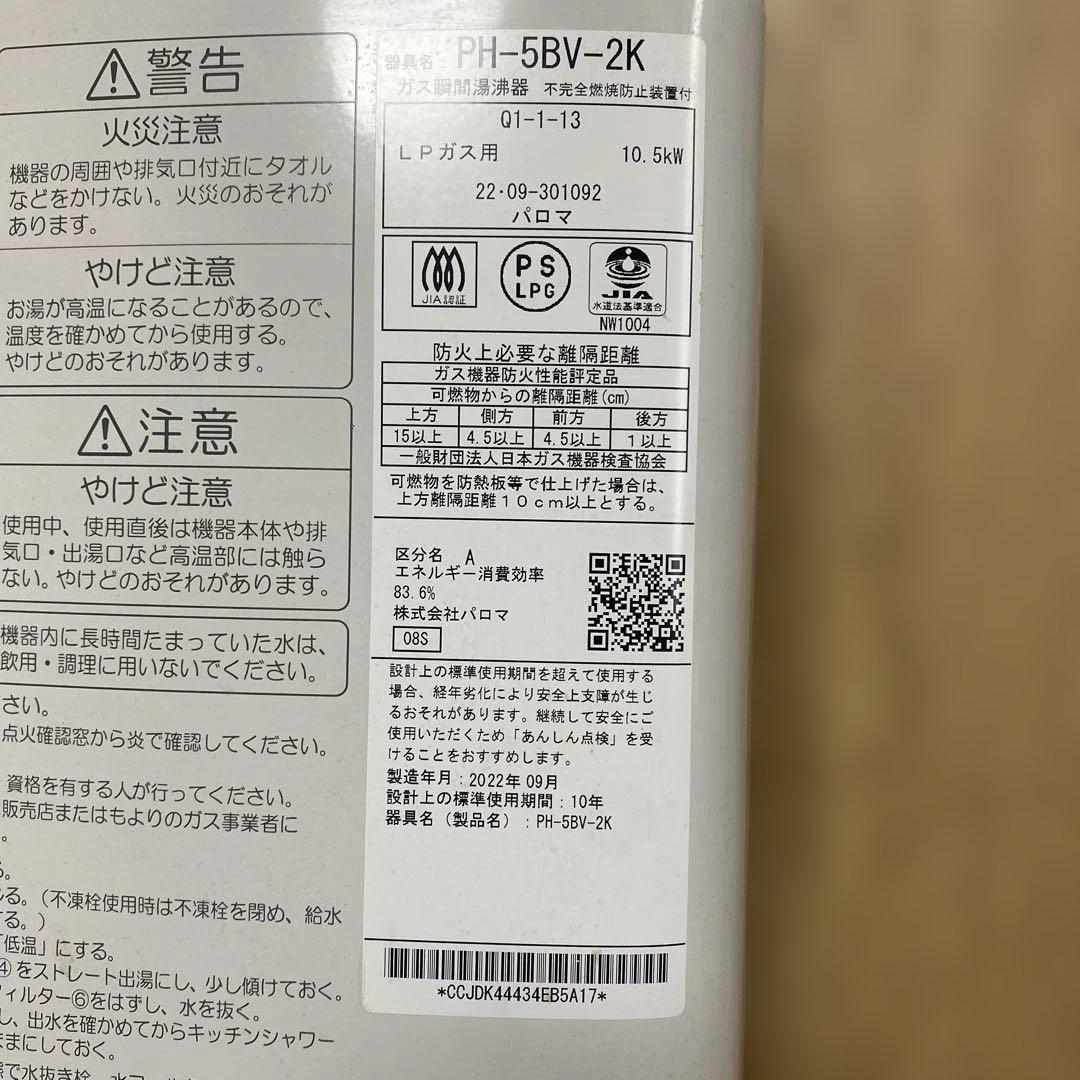 警告
火災注意
機器の周囲や排気口付近にタオル
などをかけない。火災のおそれが
あります。
やけど注意
お湯が高温になることがあるので、
温度を確かめてから使用する。
やけどのおそれがあります。
注意
やけど注意
使用中、使用直後は機器本体や排
気口・出湯口など高温部には触ら
ない。やけどのおそれがあります。
機器内に長時間たまっていた水は、
飲用・調理に用いないでください。
さい。
点火確認窓から炎で確認してください。
資格を有する人が行ってください。
販売店またはもよりのガス事業者に
る。(不凍栓使用時は不凍栓を閉め、給水
する。)
「低温」にする。
④をストレート出湯にし、少し傾けておく。
フィルター⑥をはずし、水を抜く。
し、出水を確かめてからキッチンシャワー
ままにしておく。
器具名 PH-5BV-2K
ガス瞬間湯沸器 不完全燃焼防止装置付
Q1-1-13
LPガス用 10.5kW
22・09-301092
パロマ
JIA認証
PS
LPG
JIA
水道法基準適合
NW1004
防火上必要な離隔距離
ガス機器防火性能評定品
可燃物からの離隔距離(cm)
上方 側方 前方 後方
15以上 4.5以上 4.5以上 1以上
一般財団法人日本ガス機器検査協会
可燃物を防熱板等で仕上げた場合は、
上方離隔距離10cm以上とする。
区分名 A
エネルギー消費効率
83.6%
株式会社パロマ
08S
設計上の標準使用期間を超えて使用する
場合、経年劣化により安全上支障が生じ
るおそれがあります。継続して安全にご
使用いただくため「あんしん点検」を受
けることをおすすめします。
製造年月:2022年09月
設計上の標準使用期間:10年
器具名(製品名):PH-5BV-2K
*CCJDK44434EB5A17*